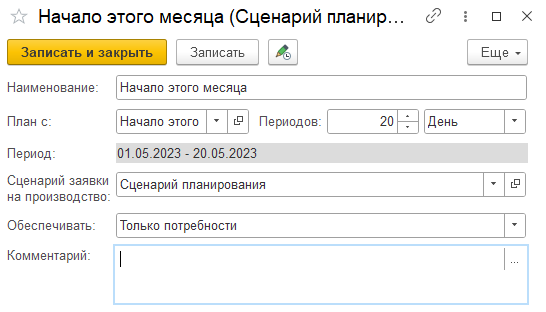 Начало этого месяца (Сценарий планир...
Записать и закрыть Записать Еще
Наименование: Начало этого месяца
План с: Начало этого Периодов: 20 День
Период: 01.05.2023 - 20.05.2023
Сценарий заявки на производство: Сценарий планирования
Обеспечивать: Только потребности
Комментарий: ...